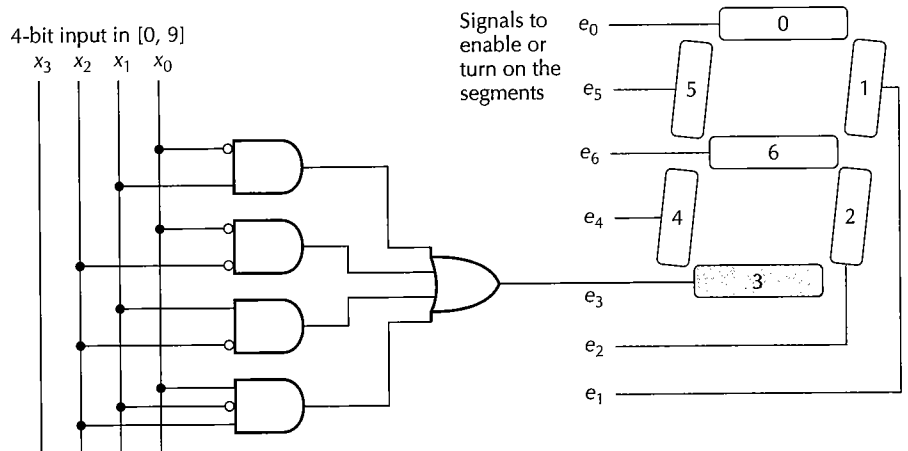 4-bit input in [0, 9]
x₃ x₂ x₁ x₀
Signals to
enable or
turn on the
segments
e₀
0
e₅
5
1
e₆
6
e₄
4
2
e₃
3
e₂
e₁